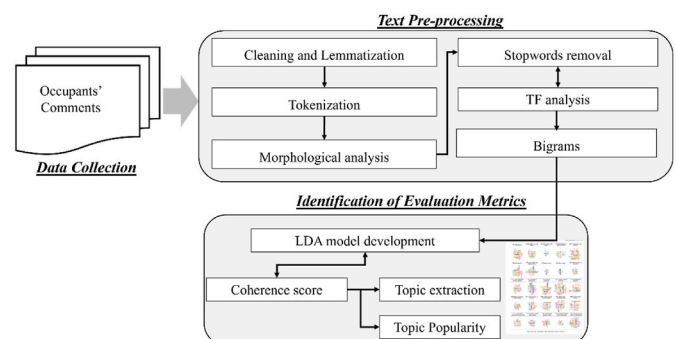 Text Pre-processing
Occupants'
Comments
Data Collection
Cleaning and Lemmatization
Tokenization
Morphological analysis
Stopwords removal
TF analysis
Bigrams
Identification of Evaluation Metrics
LDA model development
Coherence score
Topic extraction
Topic Popularity